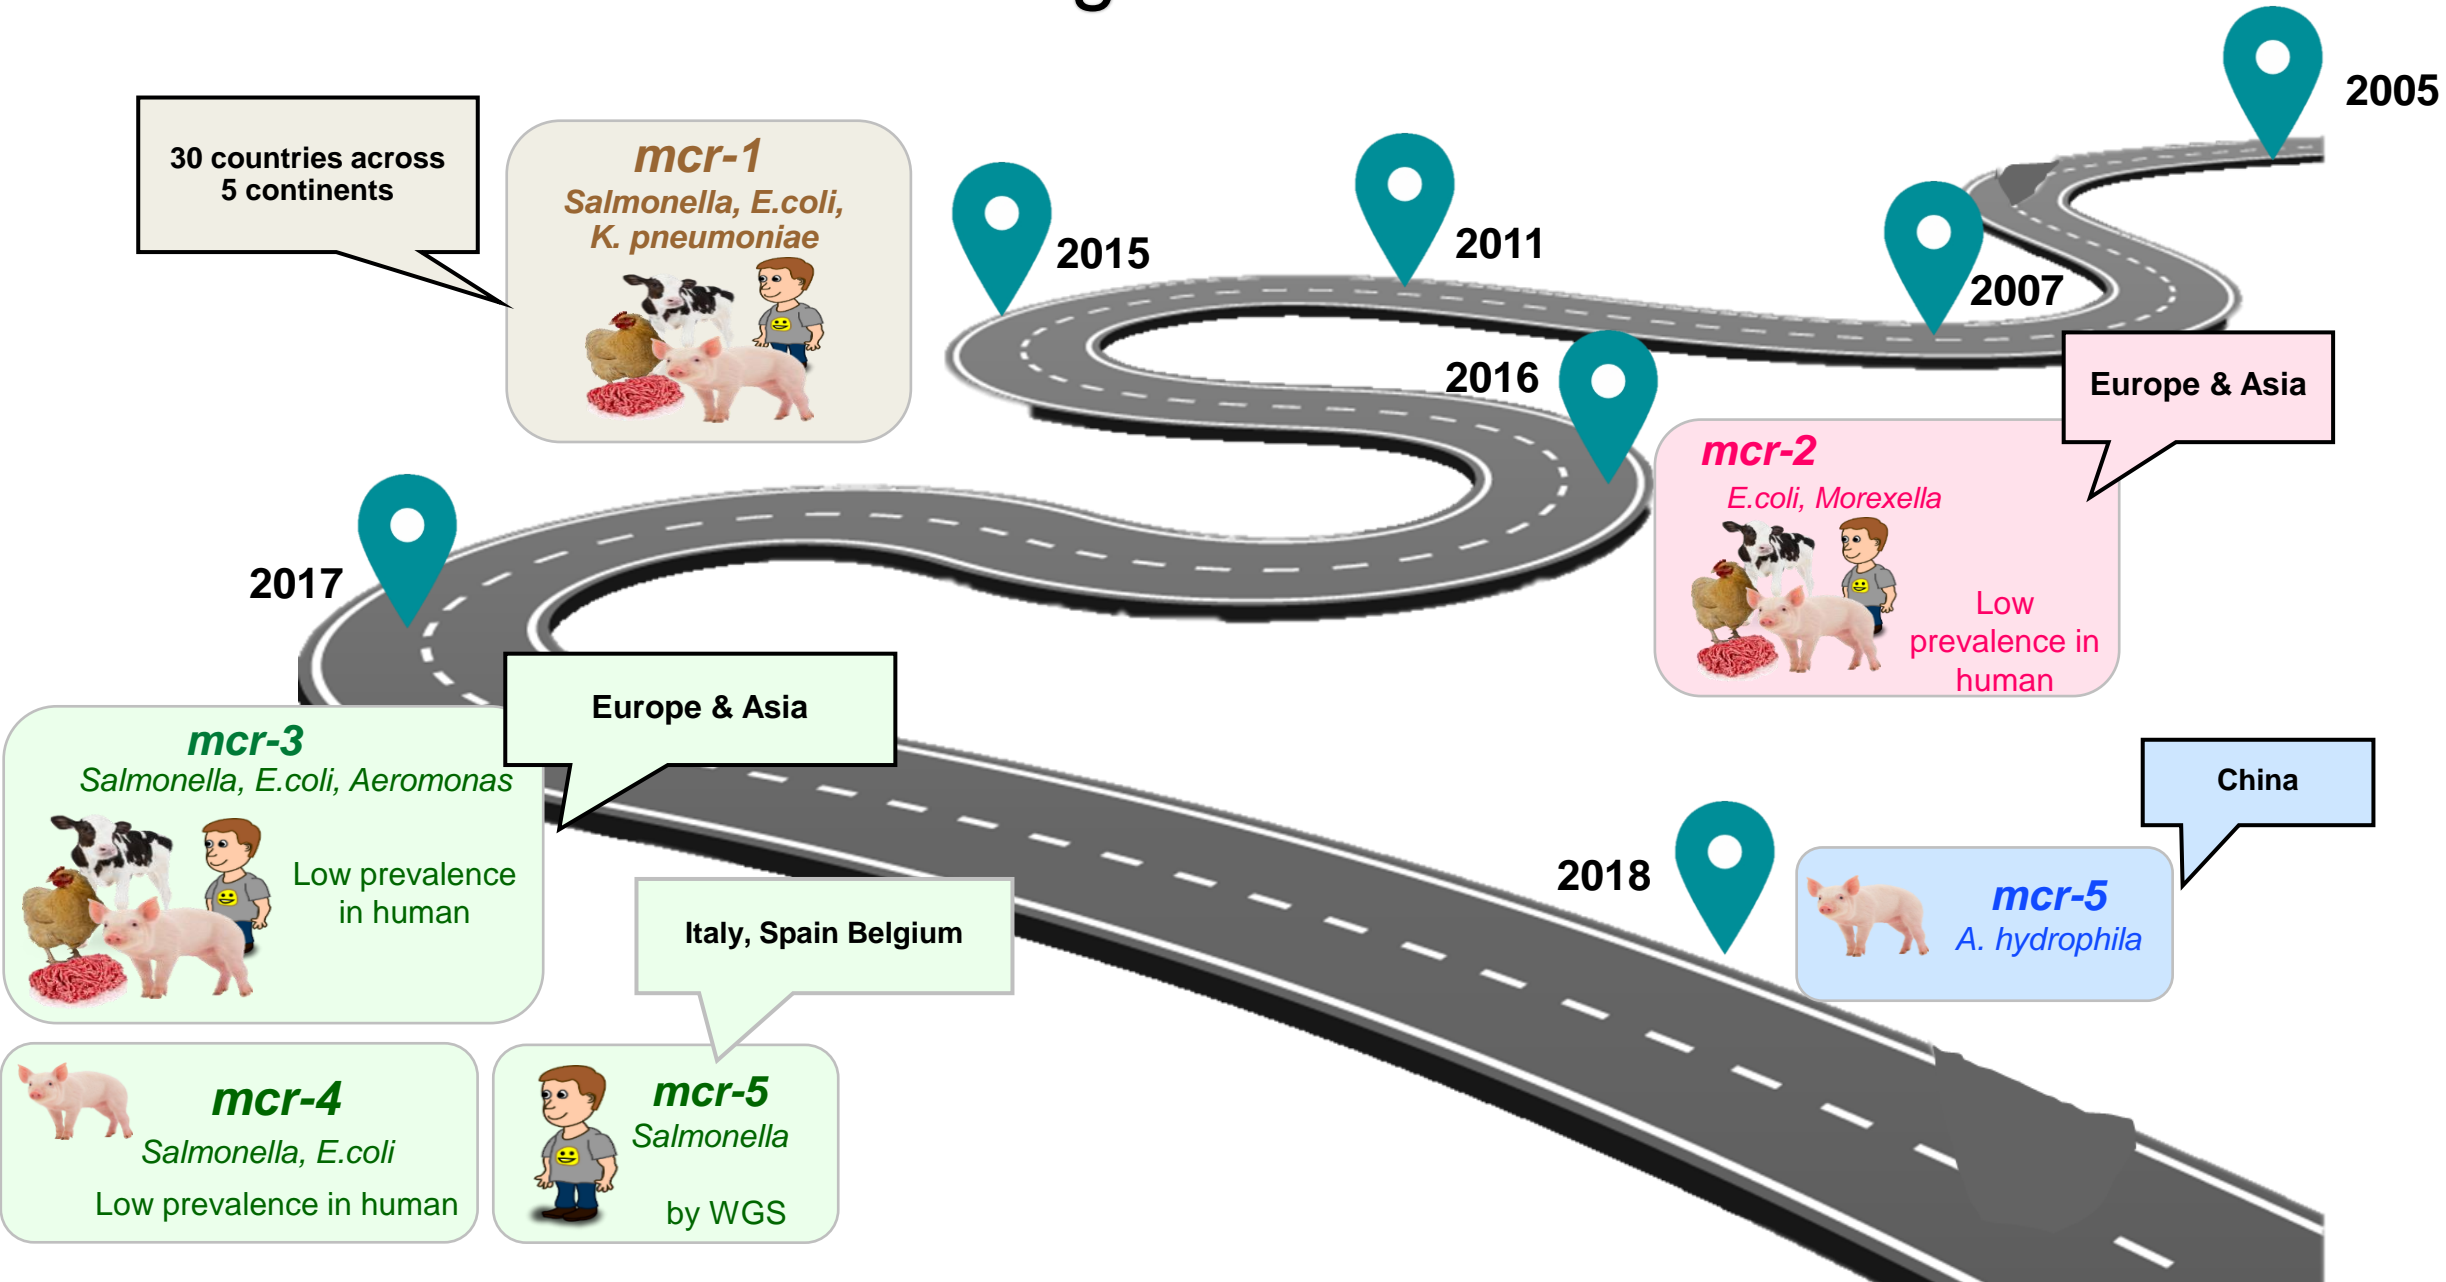 g
2005
30 countries across
5 continents
mcr-1
Salmonella, E.coli,
K. pneumoniae
2015
2011
2007
2016
Europe & Asia
mcr-2
E.coli, Morexella
Low
prevalence in
human
2017
Europe & Asia
mcr-3
Salmonella, E.coli, Aeromonas
Low prevalence
in human
China
2018
mcr-5
A. hydrophila
Italy, Spain Belgium
mcr-4
Salmonella, E.coli
Low prevalence in human
mcr-5
Salmonella
by WGS